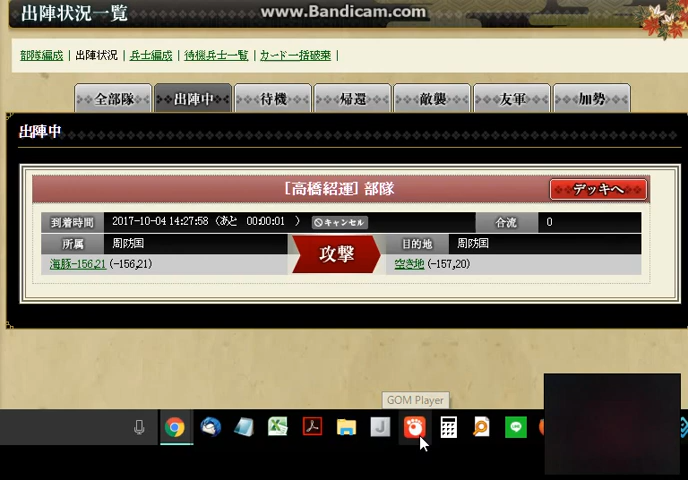 出陣状況一覧
www.Bandicam.com
部隊編成 | 出陣状況 | 兵士編成 | 待機兵士一覧 | カード一括破棄 |
全部隊 出陣中 待機 帰還 敵襲 友軍 加勢
出陣中
[高橋紹運] 部隊 デッキへ
到着時間 2017-10-04 14:27:58 (あと 00:00:01 ) キャンセル 合流 0
所属 周防国 攻撃 目的地 周防国
海豚-156,21 (-156,21) 空き地 (-157,20)
GOM Player